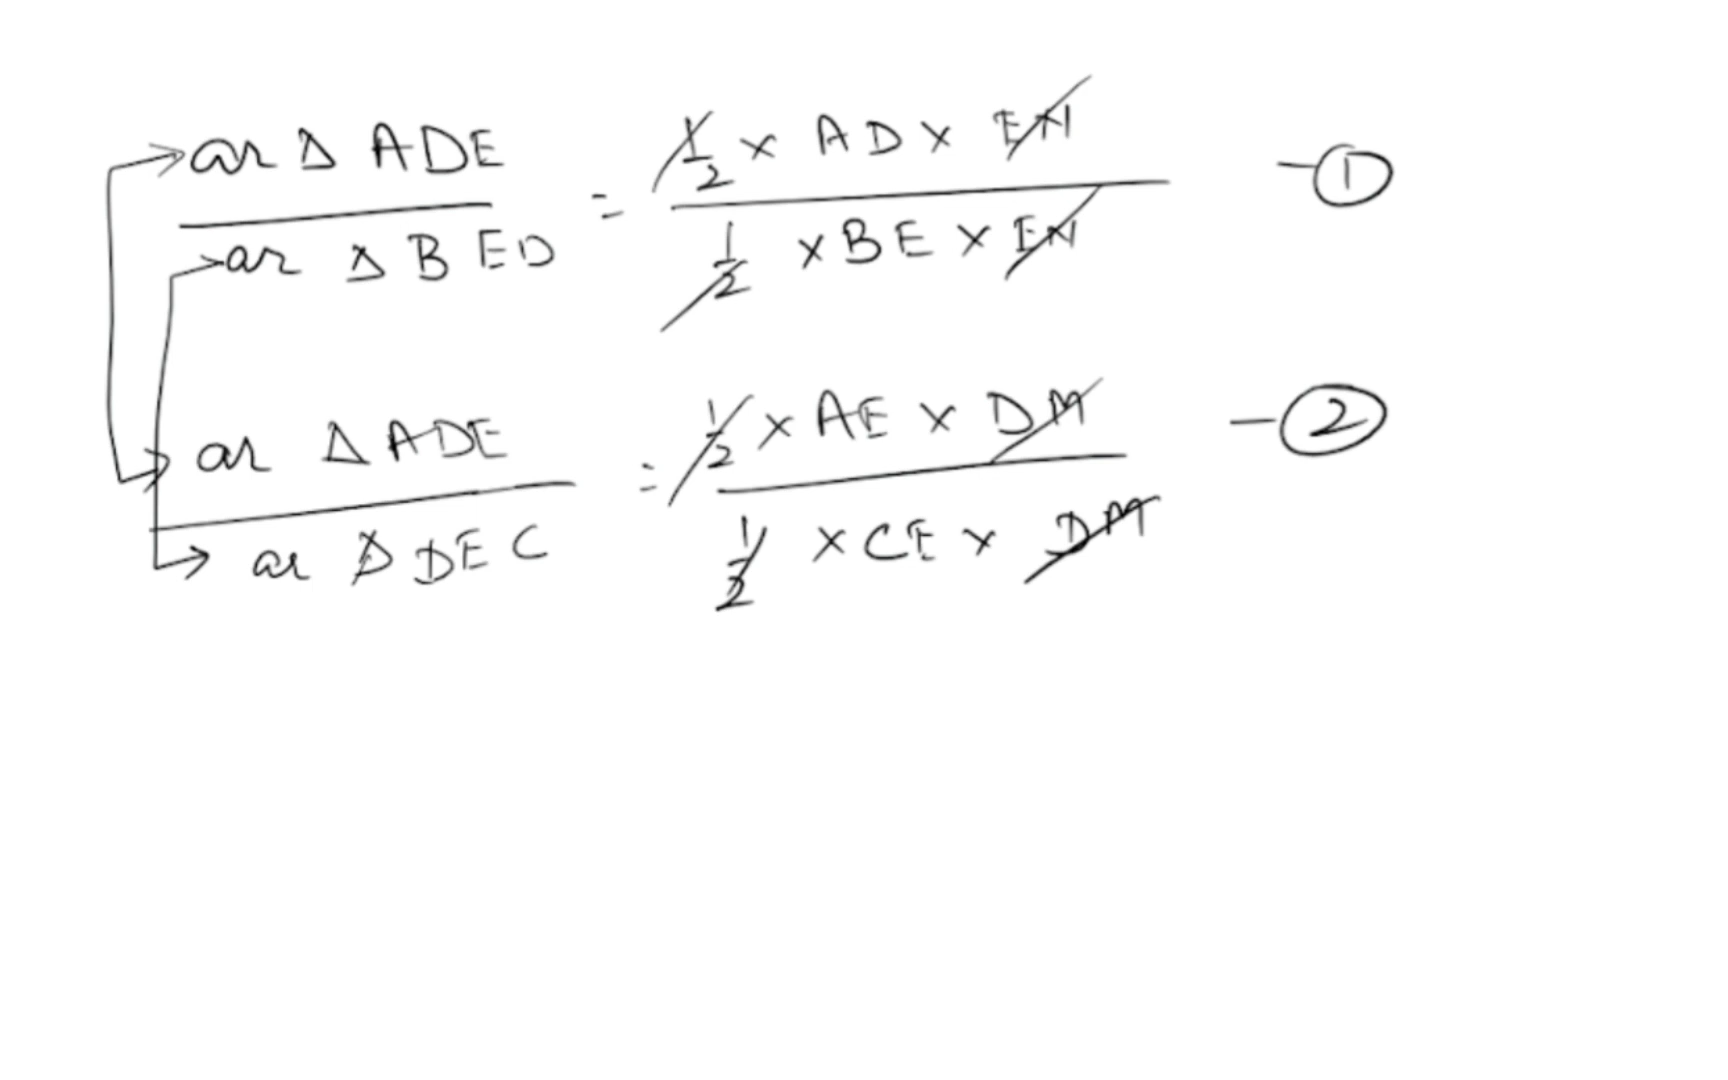 ar Δ ADE / ar Δ BED = 1/2 × AD × EN / 1/2 × BE × EN - ①
ar Δ ADE / ar Δ DEC = 1/2 × AE × DM / 1/2 × CE × DM - ②